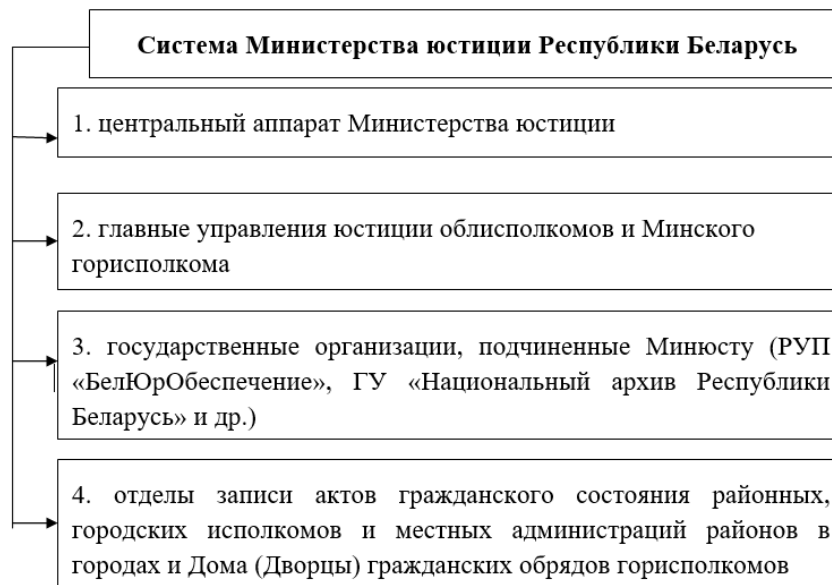 Система Министерства юстиции Республики Беларусь
1. центральный аппарат Министерства юстиции
2. главные управления юстиции облисполкомов и Минского
горисполкома
3. государственные организации, подчиненные Минюсту (РУП
«БелЮрОбеспечение», ГУ «Национальный архив Республики
Беларусь» и др.)
4. отделы записи актов гражданского состояния районных,
городских исполкомов и местных администраций районов в
городах и Дома (Дворцы) гражданских обрядов горисполкомов